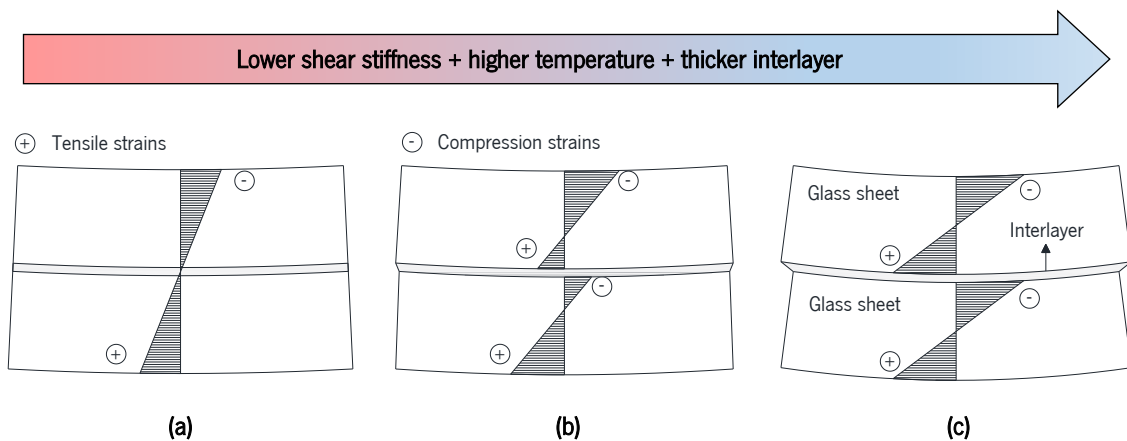 Lower shear stiffness + higher temperature + thicker interlayer
+ Tensile strains
- Compression strains
-
+
-
+
-
+
Glass sheet
-
Interlayer
+
Glass sheet
-
+
(a)
(b)
(c)